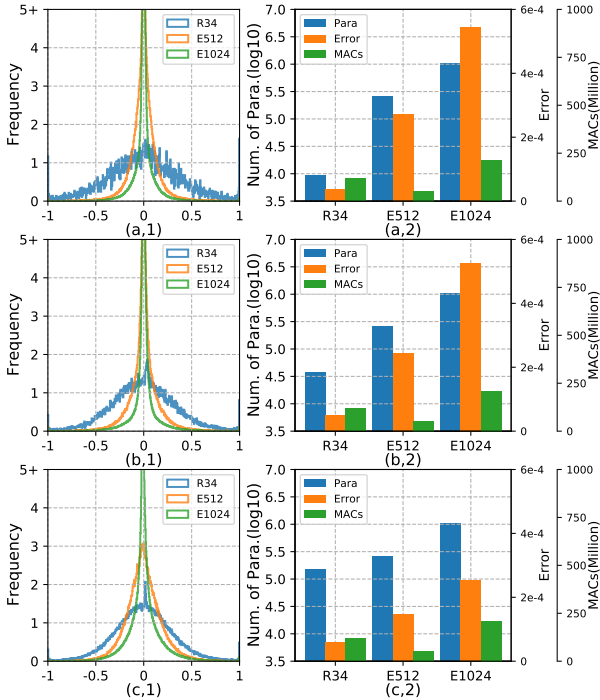 5+
4
3
2
1
0
Frequency
R34
E512
E1024
-1
-0.5
0
0.5
1
(a,1)
7.0
6.5
6.0
5.5
5.0
4.5
4.0
3.5
Num. of Para.(log10)
Para
Error
MACs
R34
E512
E1024
(a,2)
6e-4
4e-4
2e-4
0
Error
1000
750
500
250
0
MACs(Million)
5+
4
3
2
1
0
Frequency
R34
E512
E1024
-1
-0.5
0
0.5
1
(b,1)
7.0
6.5
6.0
5.5
5.0
4.5
4.0
3.5
Num. of Para.(log10)
Para
Error
MACs
R34
E512
E1024
(b,2)
6e-4
4e-4
2e-4
0
Error
1000
750
500
250
0
MACs(Million)
5+
4
3
2
1
0
Frequency
R34
E512
E1024
-1
-0.5
0
0.5
1
(c,1)
7.0
6.5
6.0
5.5
5.0
4.5
4.0
3.5
Num. of Para.(log10)
Para
Error
MACs
R34
E512
E1024
(c,2)
6e-4
4e-4
2e-4
0
Error
1000
750
500
250
0
MACs(Million)